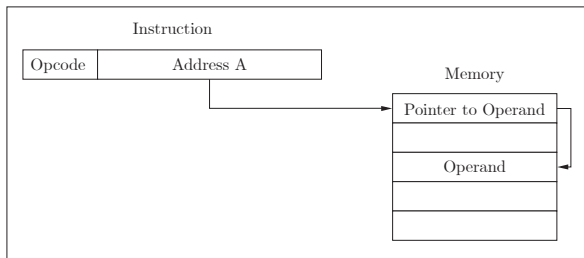 Instruction
Opcode
Address A
Memory
Pointer to Operand
Operand